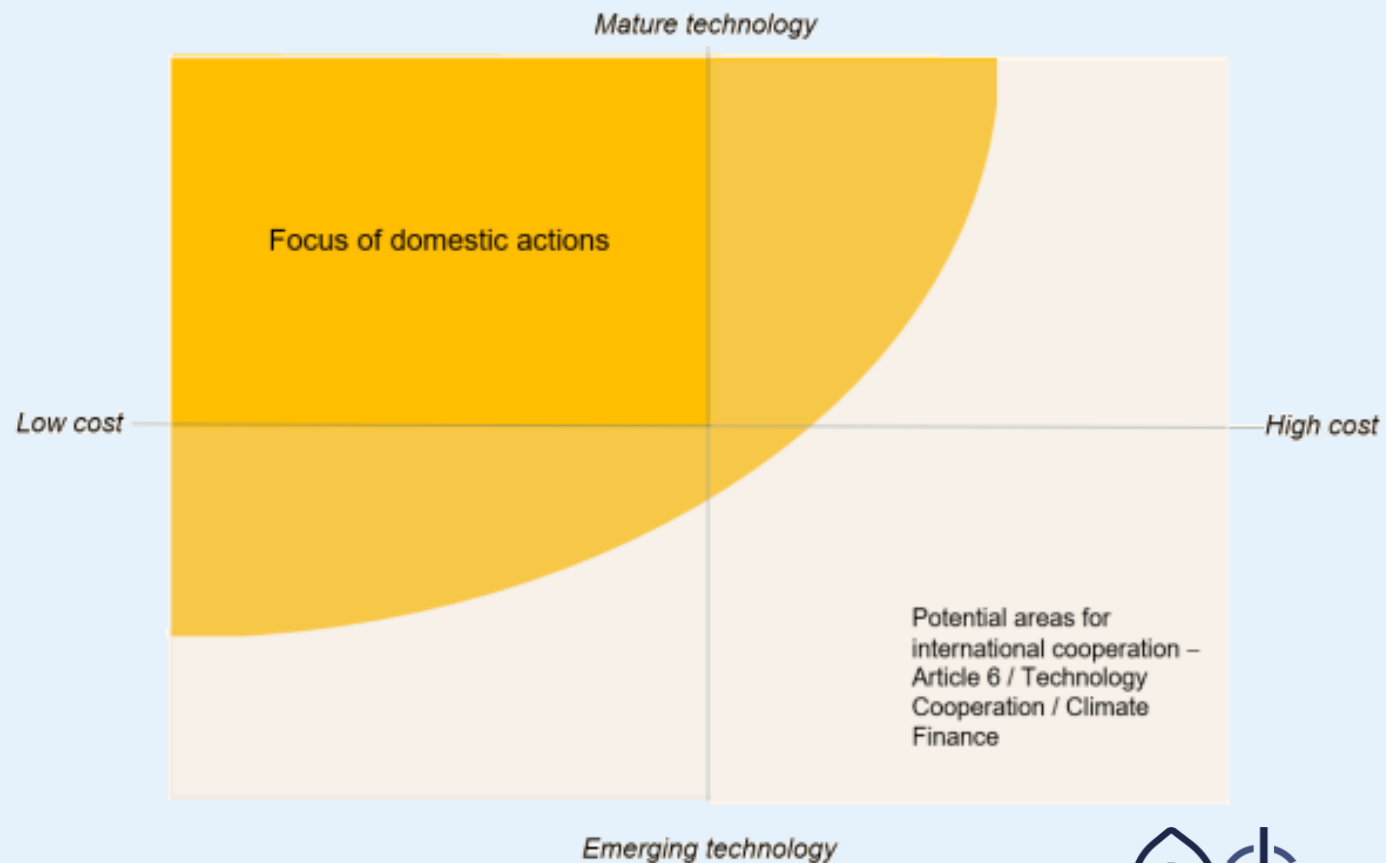 Mature technology
Focus of domestic actions
Low cost
High cost
Potential areas for
international cooperation –
Article 6 / Technology
Cooperation / Climate
Finance
Emerging technology